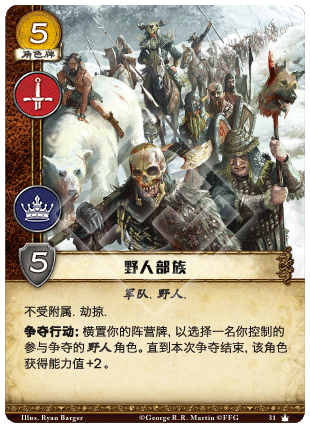 5
角色牌
5
野人部族
军队. 野人.
不受附属. 劫掠.
争夺行动: 横置你的阵营牌, 以选择一名你控制的
参与争夺的野人角色。直到本次争夺结束, 该角色
获得能力值+2。
Illus. Ryan Barger ©George R.R. Martin ©FFG 31